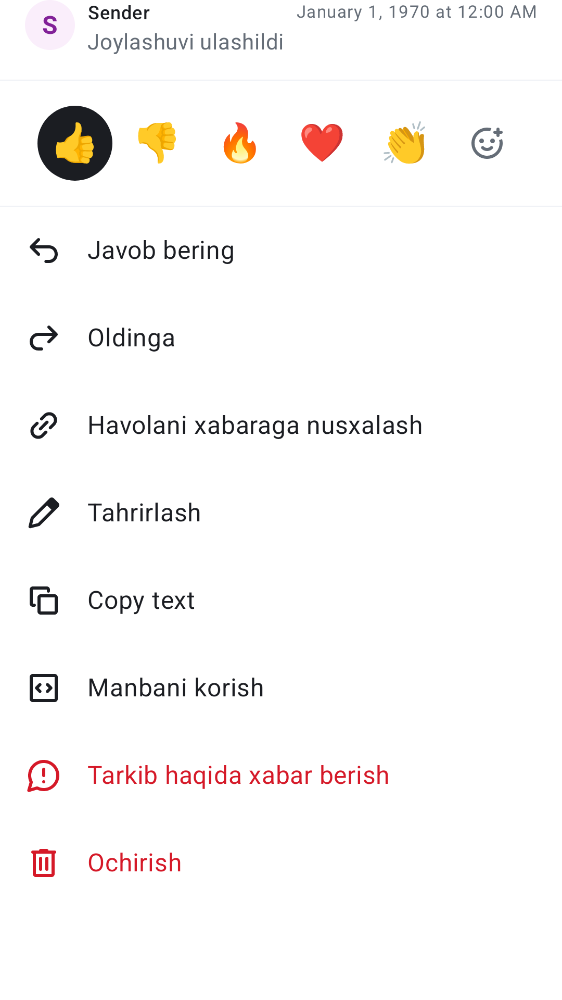 S
Sender
January 1, 1970 at 12:00 AM
Joylashuvi ulashildi
Javob bering
Oldinga
Havolani xabaraga nusxalash
Tahrirlash
Copy text
Manbani korish
Tarkib haqida xabar berish
Ochirish